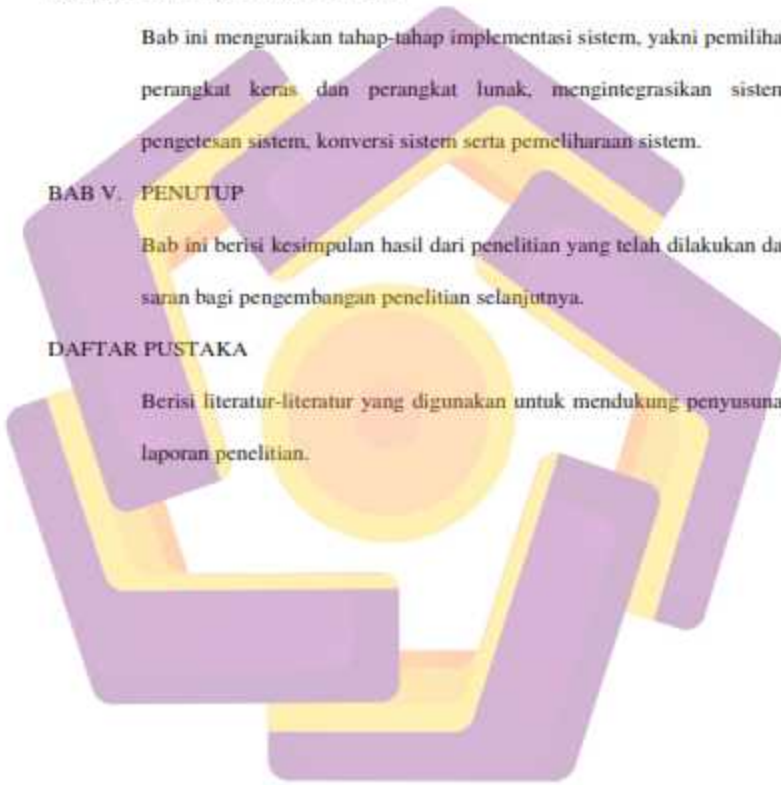 Bab ini menguraikan tahap-tahap implementasi sistem, yakni pemiliha
perangkat keras dan perangkat lunak, mengintegrasikan sisten
pengetesan sistem, konversi sistem serta pemeliharaan sistem.
BAB V. PENUTUP
Bab ini berisi kesimpulan hasil dari penelitian yang telah dilakukan da
saran bagi pengembangan penelitian selanjutnya.
DAFTAR PUSTAKA
Berisi literatur-literatur yang digunakan untuk mendukung penyusuna
laporan penelitian.